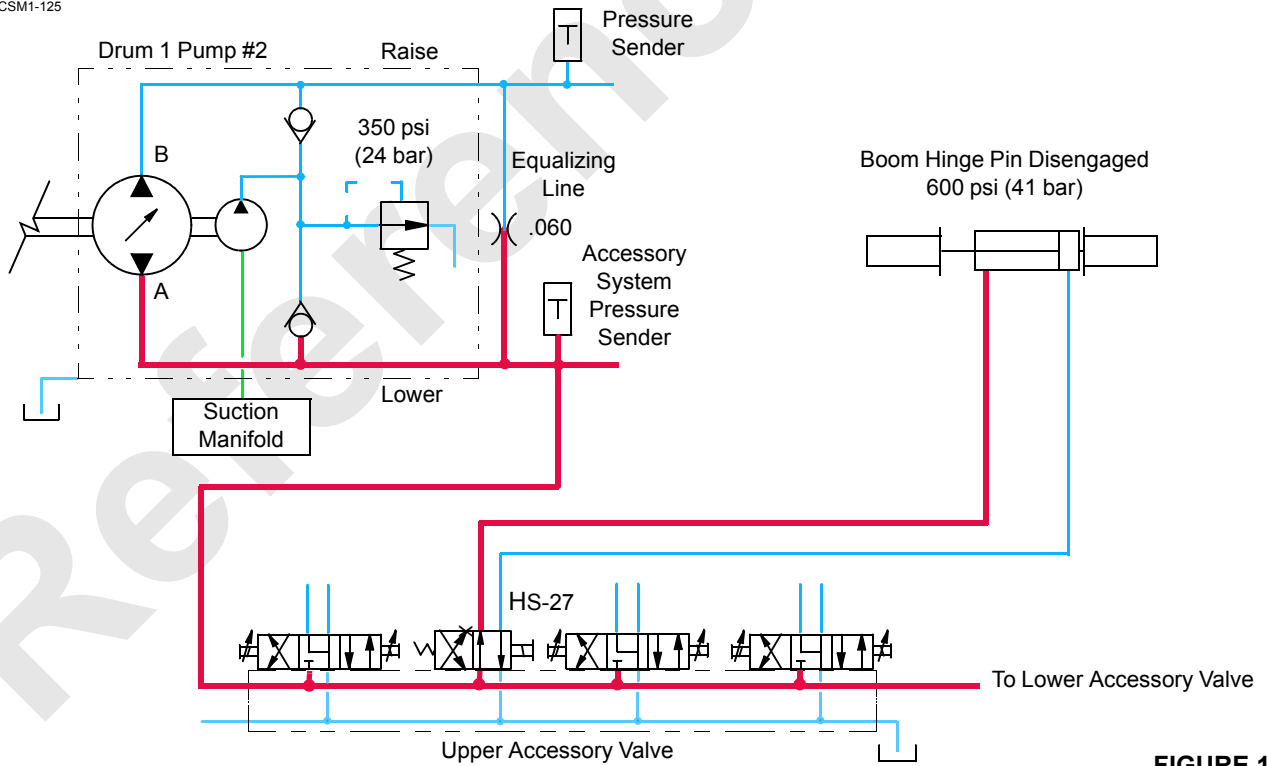 CSM1-125
Drum 1 Pump #2
Raise
Pressure
Sender
350 psi
(24 bar)
B
A
Equalizing
Line
.060
Accessory
System
Pressure
Sender
Boom Hinge Pin Disengaged
600 psi (41 bar)
Lower
Suction
Manifold
HS-27
To Lower Accessory Valve
Upper Accessory Valve
FIGURE 1